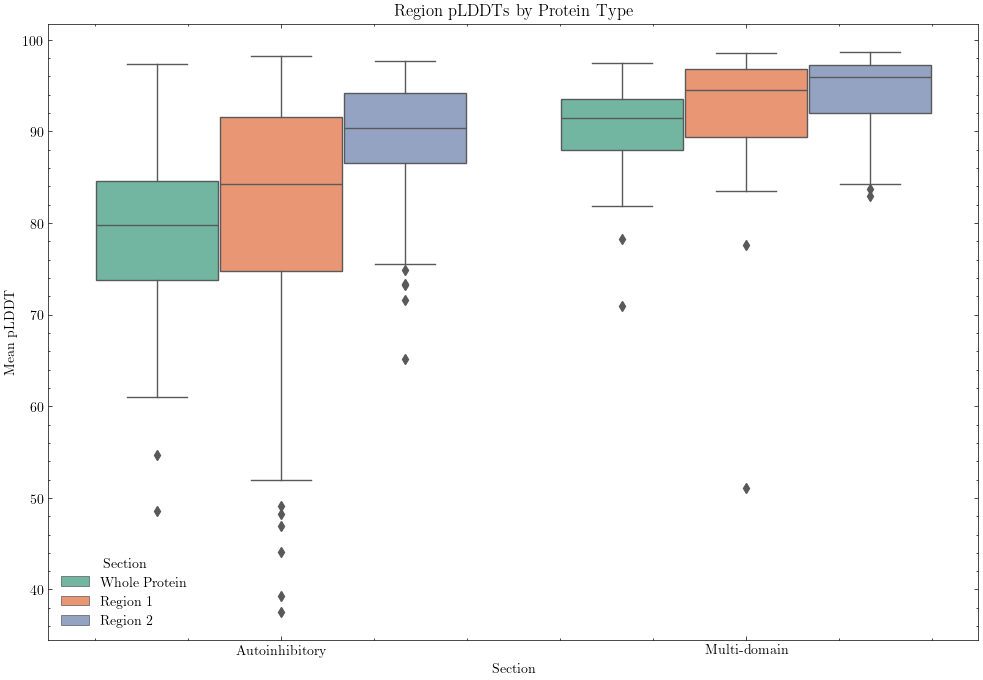 Region pLDDTs by Protein Type
100
90
80
70
60
50
40
Mean pLDDT
Section
Whole Protein
Region 1
Region 2
Autoinhibitory
Multi-domain
Section